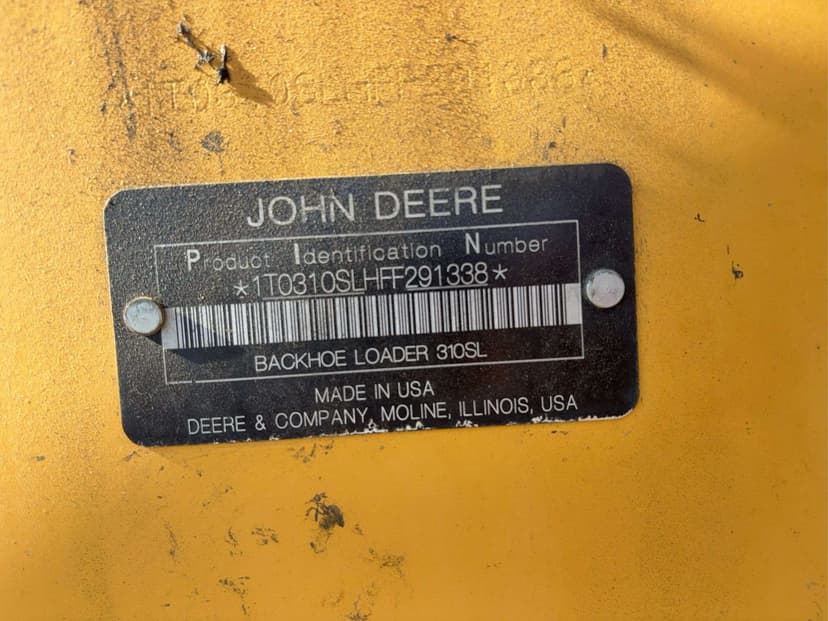 JOHN DEERE
Product Identification Number
*1T0310SLHFF291338*
BACKHOE LOADER 310SL
MADE IN USA
DEERE & COMPANY, MOLINE, ILLINOIS, USA